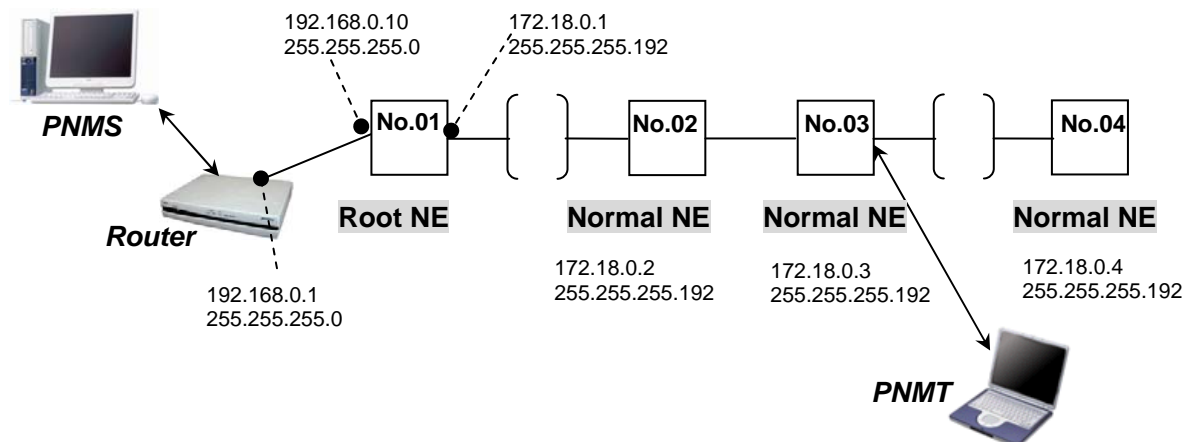 192.168.0.10
255.255.255.0
172.18.0.1
255.255.255.192
PNMS
No.01
No.02
No.03
No.04
Router
Root NE
Normal NE
Normal NE
Normal NE
192.168.0.1
255.255.255.0
172.18.0.2
255.255.255.192
172.18.0.3
255.255.255.192
172.18.0.4
255.255.255.192
PNMT